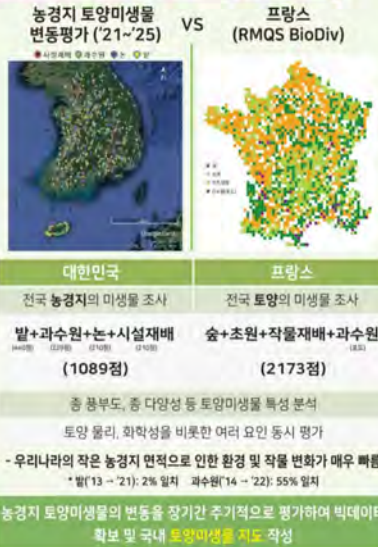 농경지 토양미생물
변동평가 ('21~'25)
VS
프랑스
(RMQS BioDiv)
시설재배 과수원 논 밭
대한민국
프랑스
전국 농경지의 미생물 조사
전국 토양의 미생물 조사
밭+과수원+논+시설재배
숲+초원+작물재배+과수원
(1089점)
(2173점)
종 풍부도, 종 다양성 등 토양미생물 특성 분석
토양 물리, 화학성을 비롯한 여러 요인 동시 평가
- 우리나라의 작은 농경지 면적으로 인한 환경 및 작물 변화가 매우 빠름
* 밭('13 → '21): 2% 일치 과수원('14 → '22): 55% 일치
농경지 토양미생물의 변동을 장기간 주기적으로 평가하여 빅데이터
확보 및 국내 토양미생물 지도 작성